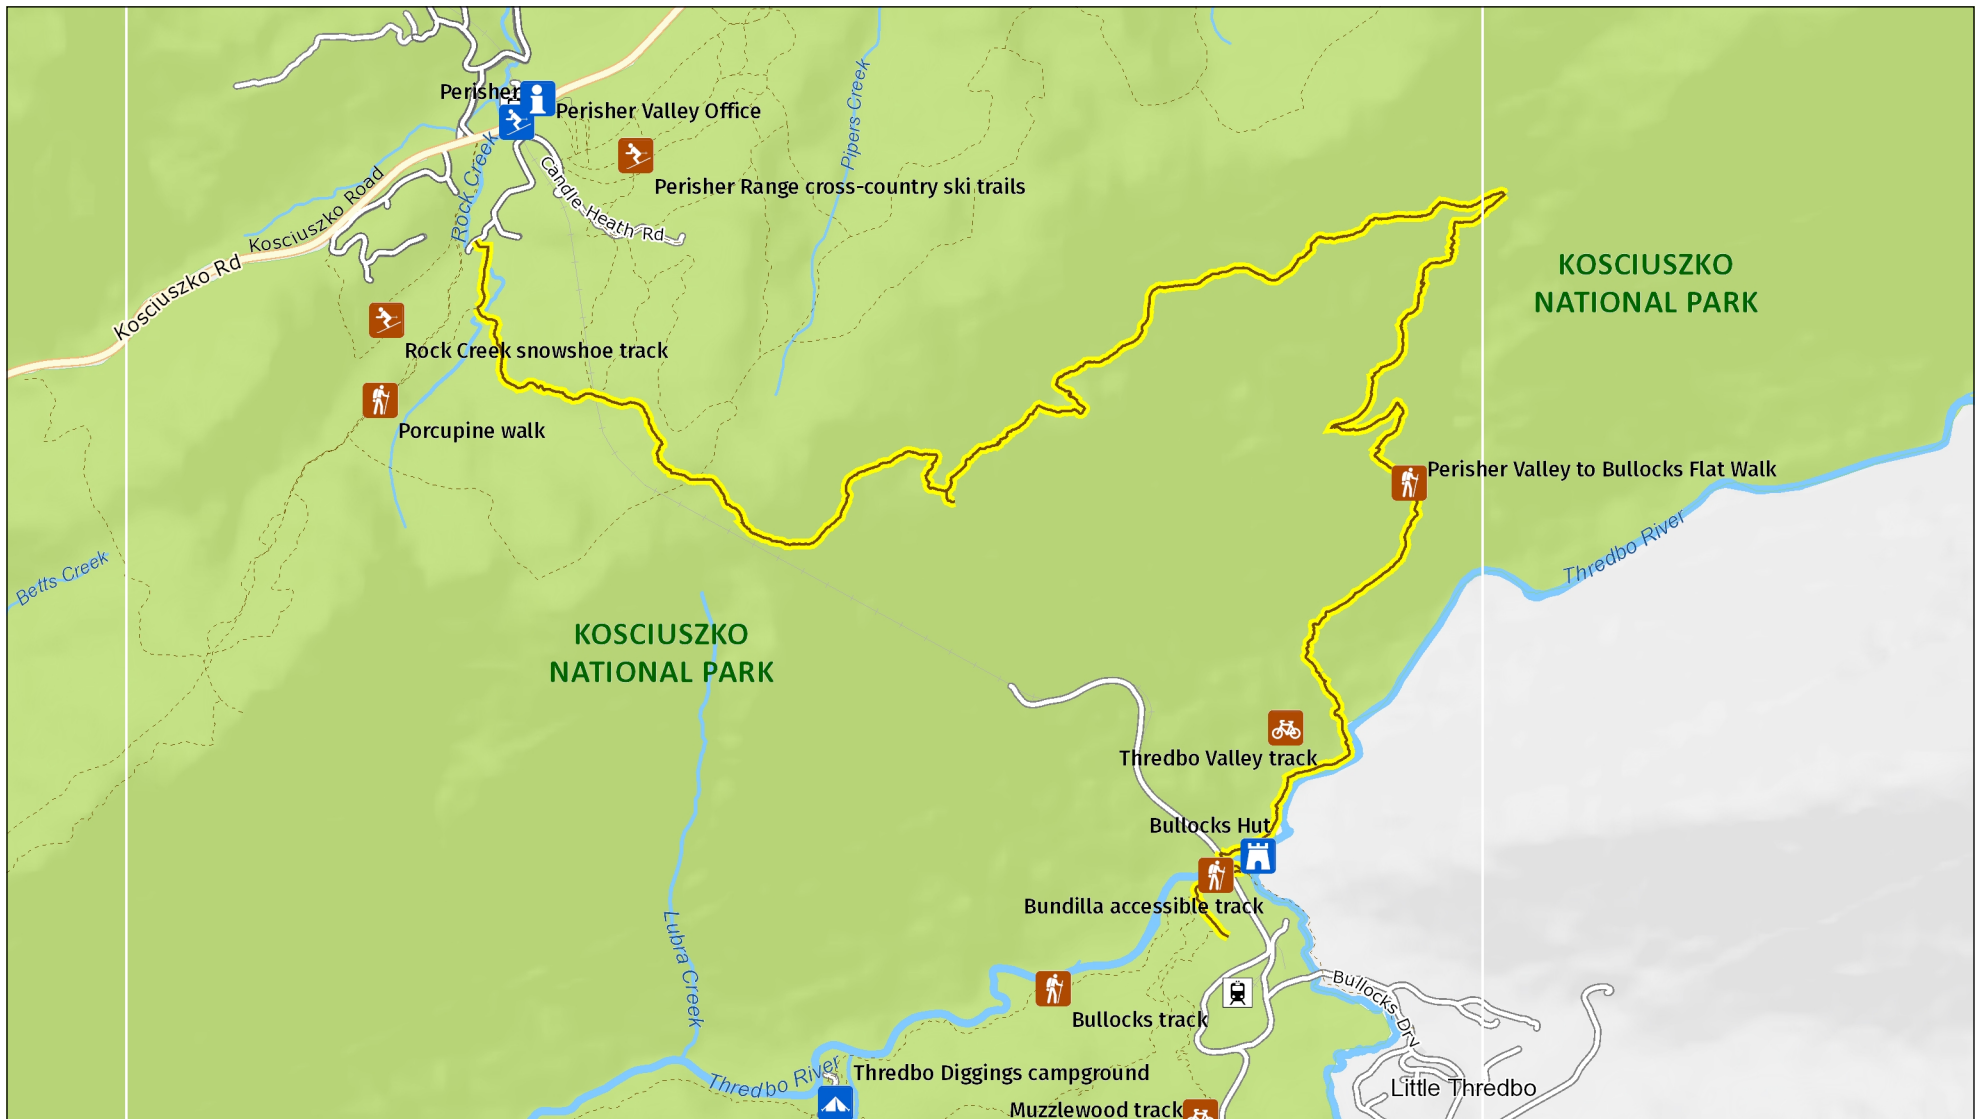 Perisher
Perisher Valley Office
Pipers Creek
Rock Creek
Candle Heath Rd
Perisher Range cross-country ski trails
Kosciuszko Road
Kosciuszko Rd
KOSCIUSZKO
NATIONAL PARK
Rock Creek snowshoe track
Porcupine walk
Perisher Valley to Bullocks Flat Walk
Thredbo River
Betts Creek
KOSCIUSZKO
NATIONAL PARK
Thredbo Valley track
Bullocks Hut
Bundilla accessible track
Lubra Creek
Bullocks Drv
Bullocks track
Thredbo River
Thredbo Diggings campground
Little Thredbo
Muzzlewood track